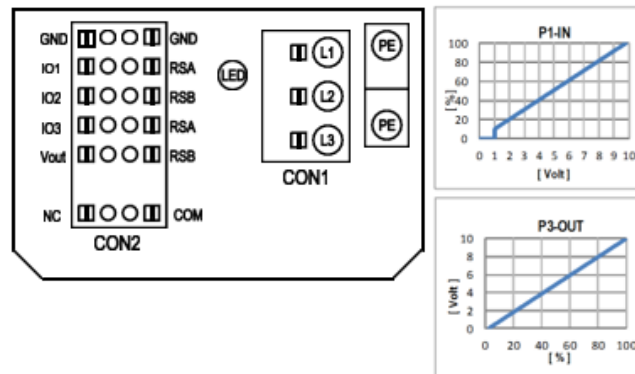 GND GND
IO1 RSA
IO2 RSB
IO3 RSA
Vout RSB
NC COM
CON2
LED
L1
L2
L3
CON1
PE
PE
P1-IN
100
80
60
40
20
0
[%]
0 1 2 3 4 5 6 7 8 9 10
[ Volt ]
P3-OUT
10
8
6
4
2
0
[ Volt ]
0 20 40 60 80 100
[ % ]